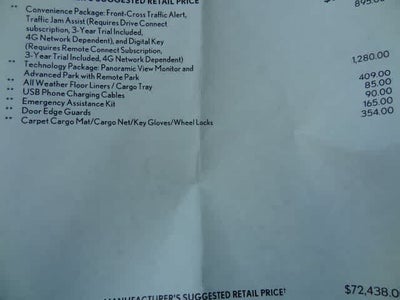 SUGGESTED RETAIL PRICE
895.00
** Convenience Package: Front-Cross Traffic Alert,
Traffic Jam Assist (Requires Drive Connect
subscription, 3-Year Trial Included,
4G Network Dependent), and Digital Key
(Requires Remote Connect Subscription,
3-Year Trial Included, 4G Network Dependent)
** Technology Package: Panoramic View Monitor and 1,280.00
Advanced Park with Remote Park
** All Weather Floor Liners / Cargo Tray 409.00
** USB Phone Charging Cables 85.00
** Emergency Assistance Kit 90.00
** Door Edge Guards 165.00
** Carpet Cargo Mat/Cargo Net/Key Gloves/Wheel Locks 354.00
MANUFACTURER'S SUGGESTED RETAIL PRICE† $72,438.0